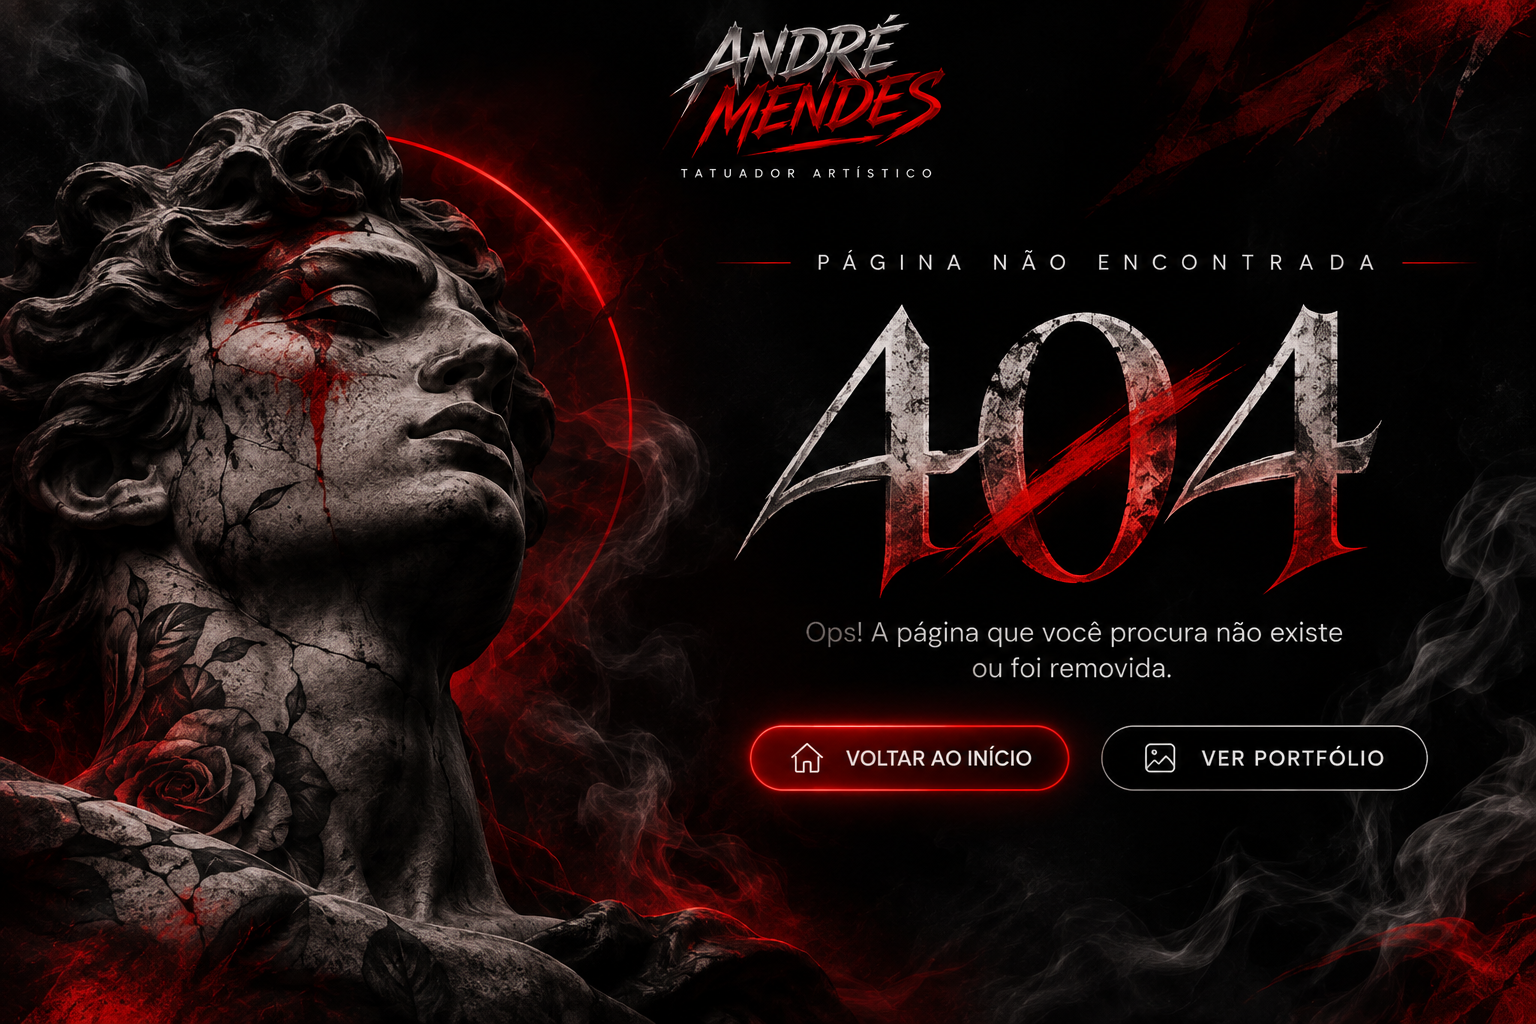 ANDRÉ
MENDES
TATUADOR ARTÍSTICO
PÁGINA NÃO ENCONTRADA
404
Ops! A página que você procura não existe
ou foi removida.
VOLTAR AO INÍCIO
VER PORTFÓLIO